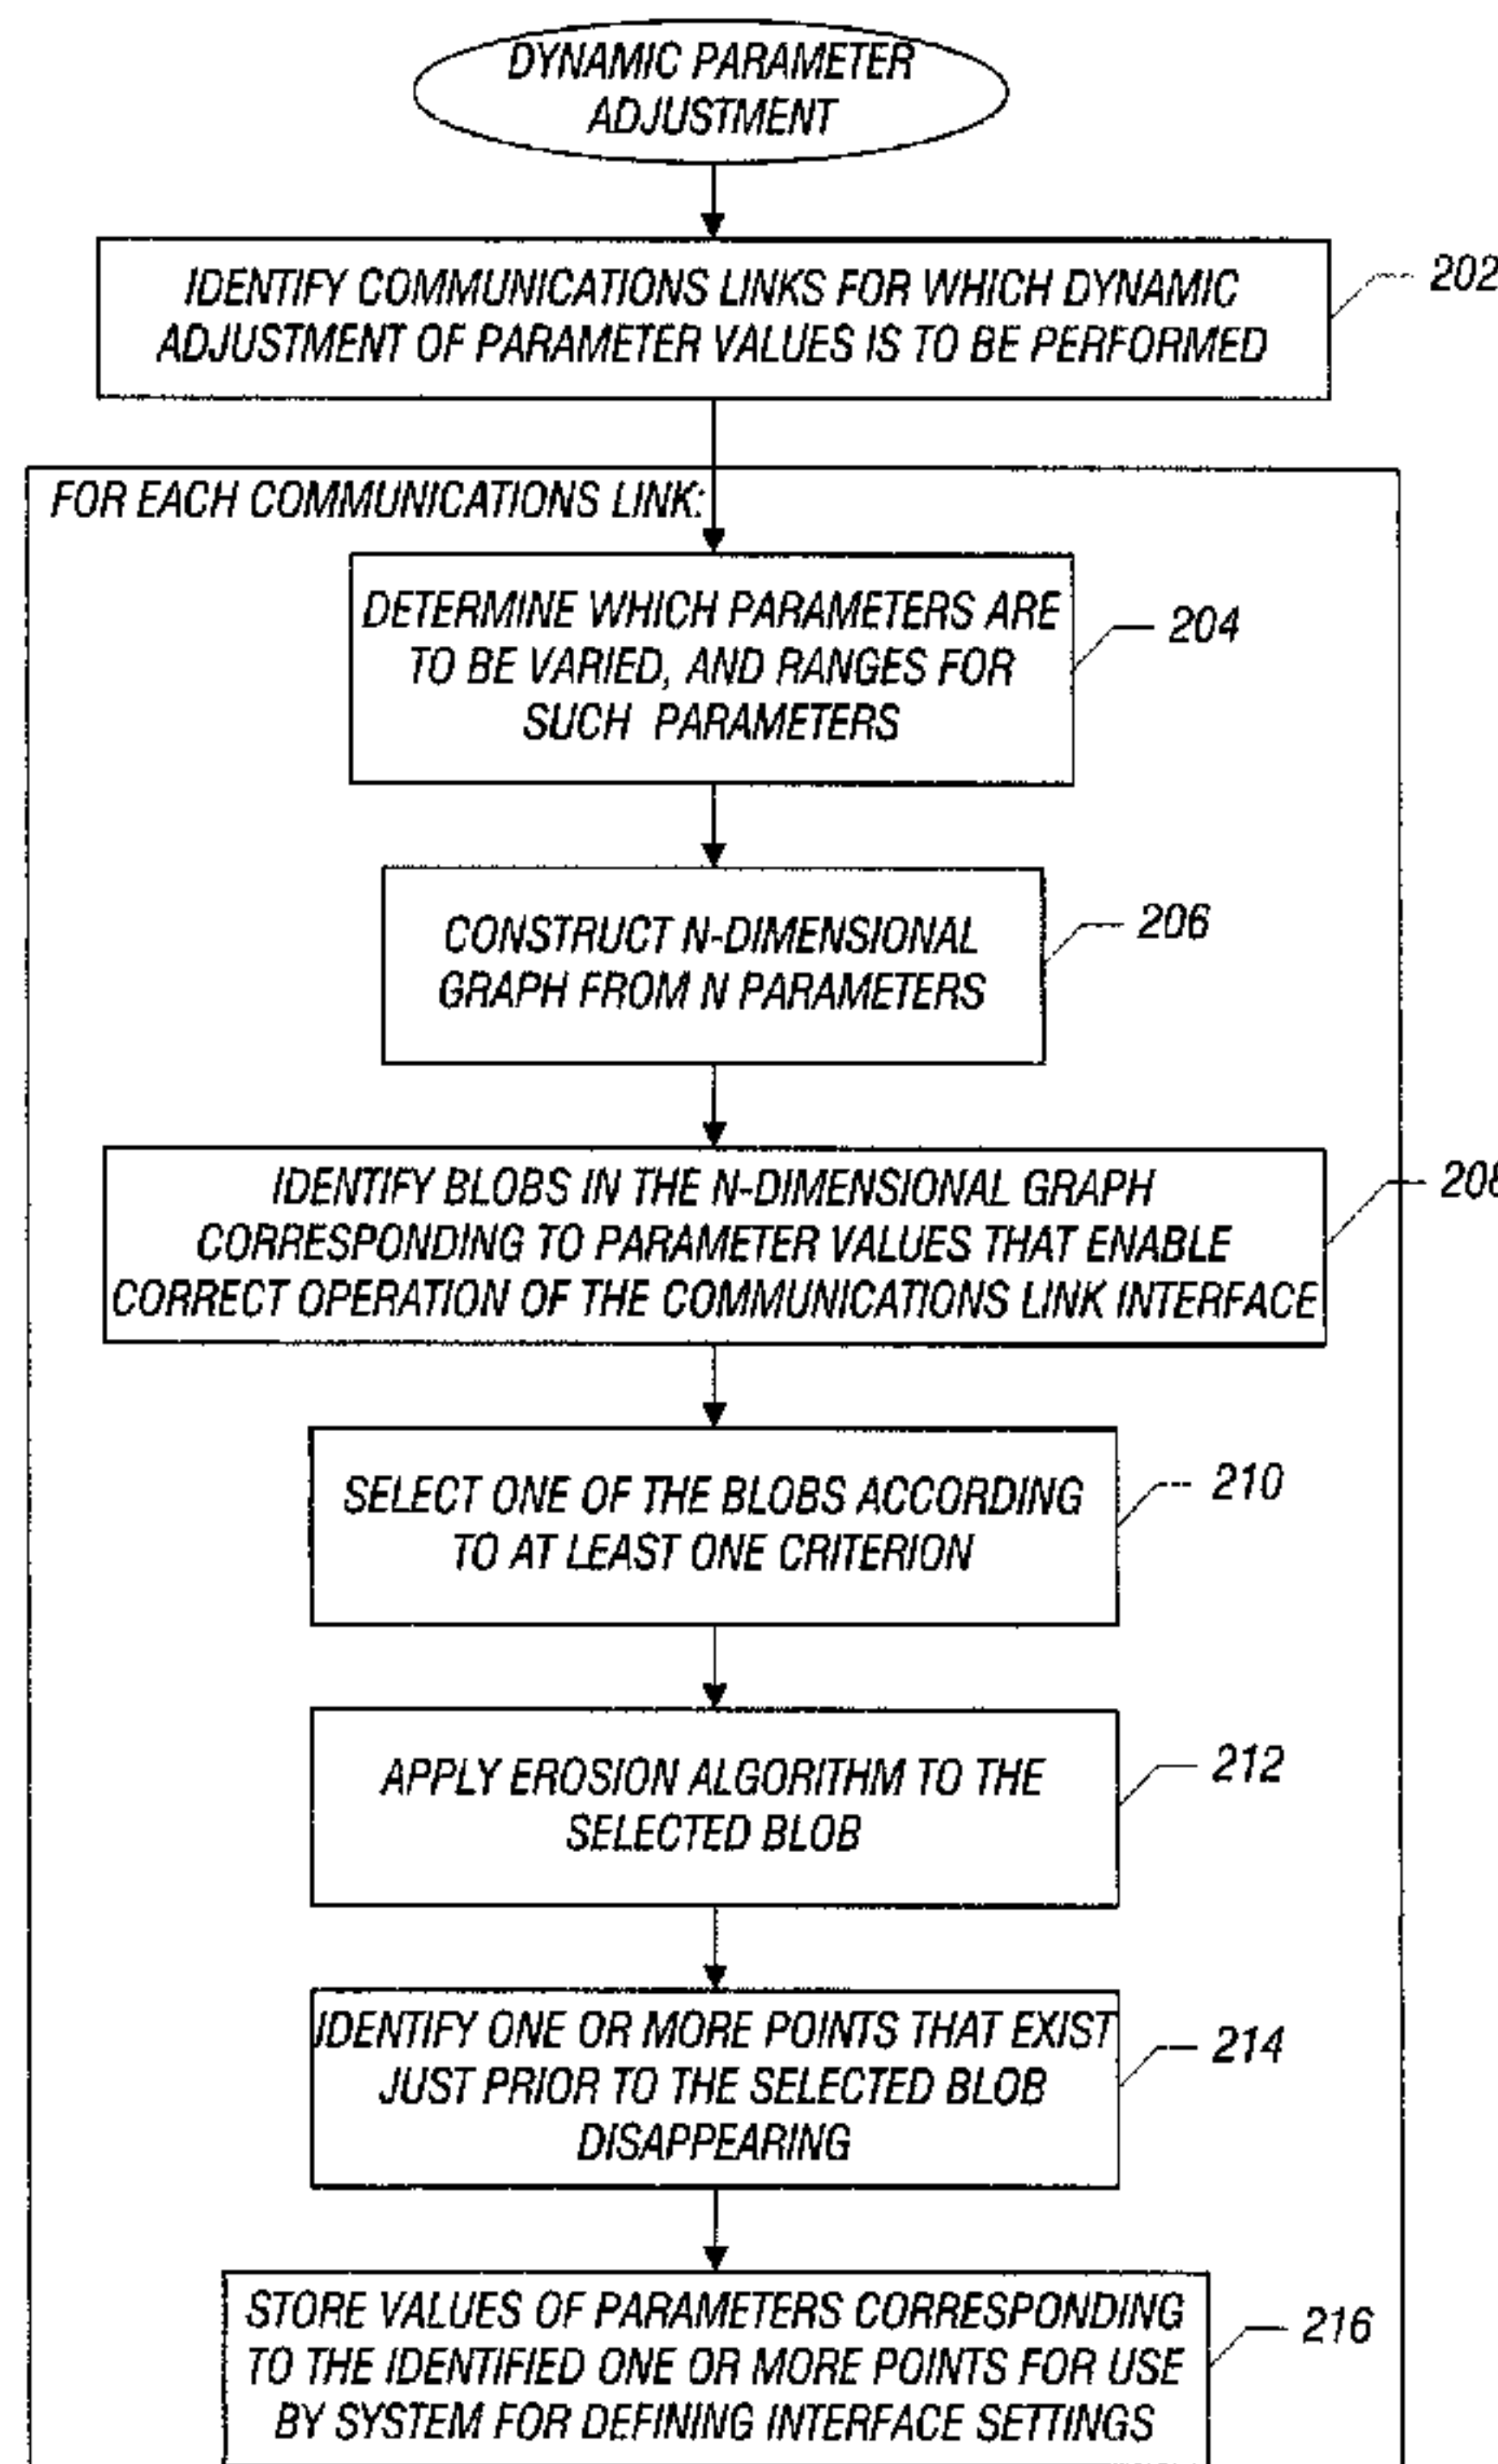 DYNAMIC PARAMETER
ADJUSTMENT
IDENTIFY COMMUNICATIONS LINKS FOR WHICH DYNAMIC
ADJUSTMENT OF PARAMETER VALUES IS TO BE PERFORMED
202
FOR EACH COMMUNICATIONS LINK:
DETERMINE WHICH PARAMETERS ARE
TO BE VARIED, AND RANGES FOR
SUCH PARAMETERS
204
CONSTRUCT N-DIMENSIONAL
GRAPH FROM N PARAMETERS
206
IDENTIFY BLOBS IN THE N-DIMENSIONAL GRAPH
CORRESPONDING TO PARAMETER VALUES THAT ENABLE
CORRECT OPERATION OF THE COMMUNICATIONS LINK INTERFACE
208
SELECT ONE OF THE BLOBS ACCORDING
TO AT LEAST ONE CRITERION
210
APPLY EROSION ALGORITHM TO THE
SELECTED BLOB
212
IDENTIFY ONE OR MORE POINTS THAT EXIST
JUST PRIOR TO THE SELECTED BLOB
DISAPPEARING
214
STORE VALUES OF PARAMETERS CORRESPONDING
TO THE IDENTIFIED ONE OR MORE POINTS FOR USE
BY SYSTEM FOR DEFINING INTERFACE SETTINGS
216